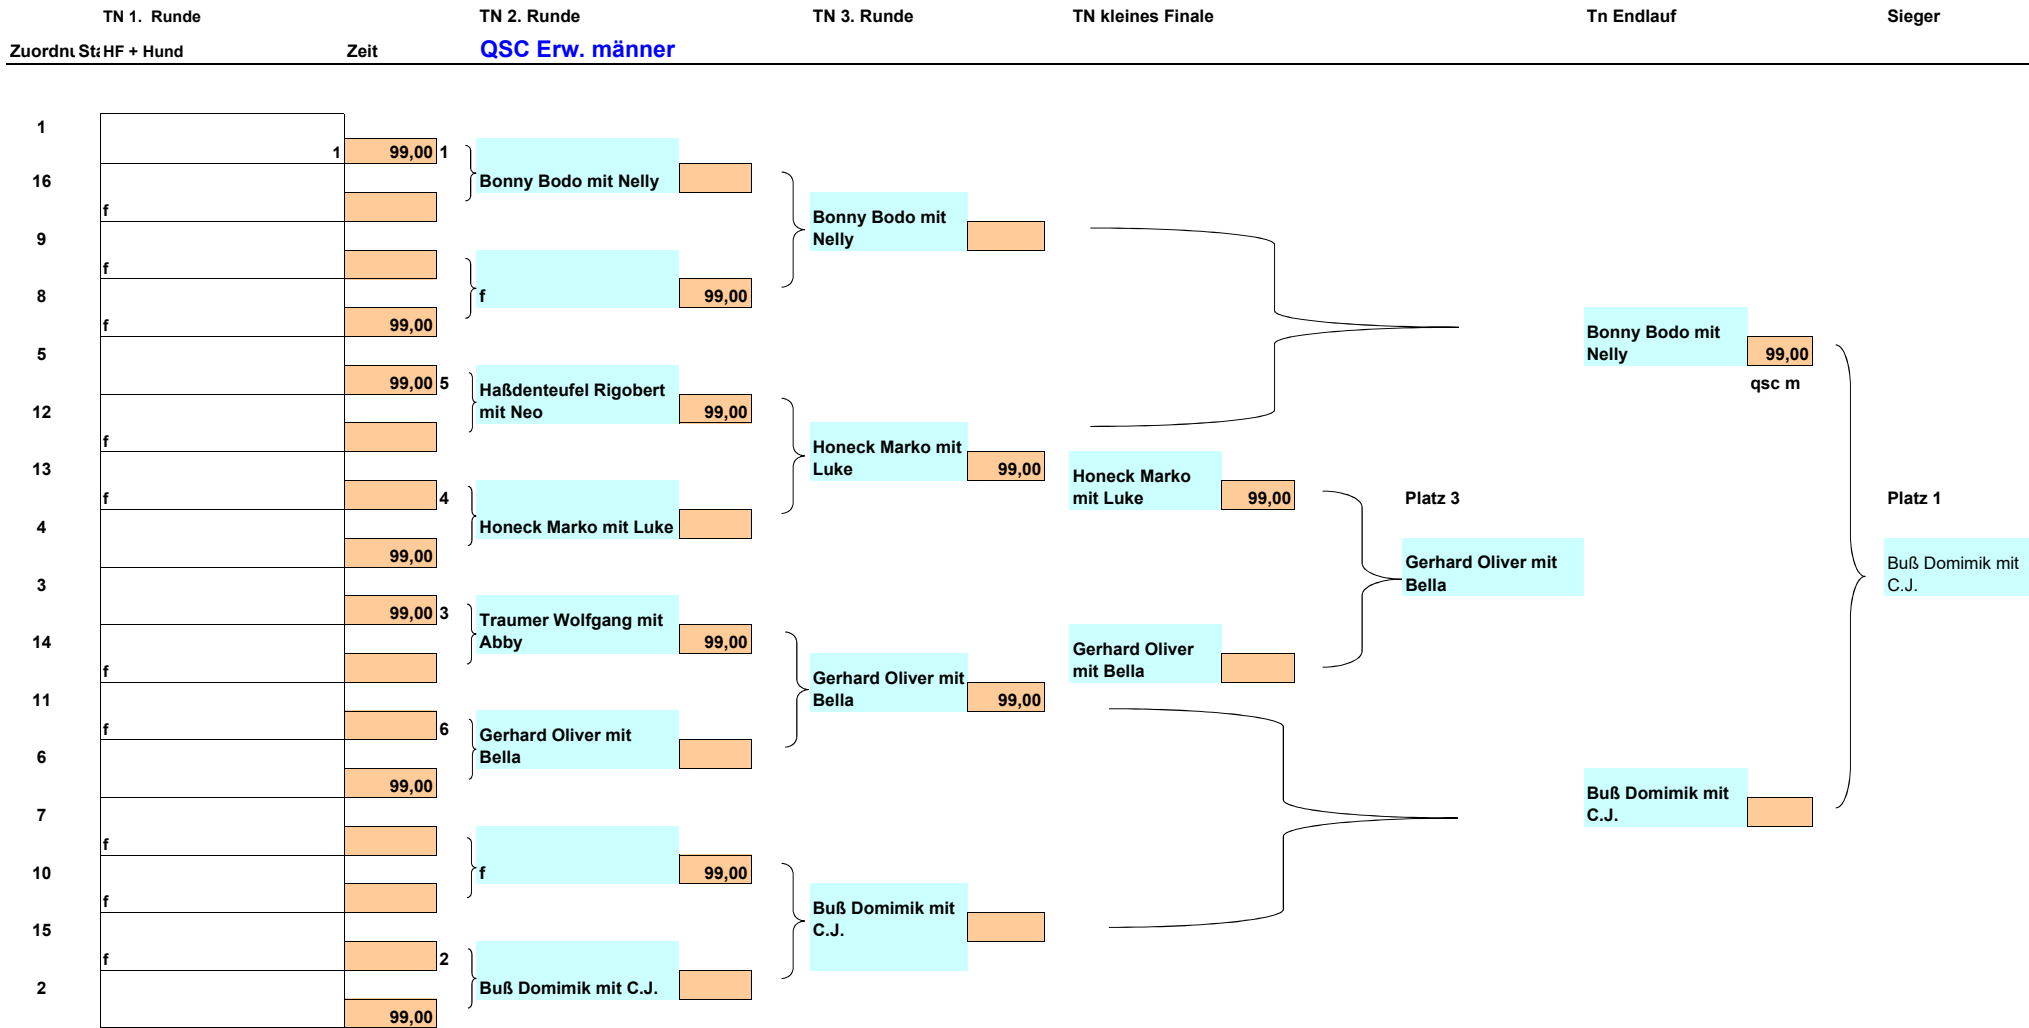 TN 1. Runde TN 2. Runde TN 3. Runde TN kleines Finale Tn Endlauf Sieger
Zuordnu Sta HF + Hund Zeit QSC Erw. männer
1
1 99,00 1
Bonny Bodo mit Nelly
16
f
Bonny Bodo mit
Nelly
9
f
f 99,00
8
f 99,00
Bonny Bodo mit
Nelly 99,00
qsc m
5
99,00 5
Haßdenteufel Rigobert
mit Neo 99,00
12
f
Honeck Marko mit
Luke 99,00
13
f 4
Honeck Marko
mit Luke 99,00
Platz 3 Platz 1
Honeck Marko mit Luke
4
99,00
Gerhard Oliver mit
Bella
Buß Domimik mit
C.J.
3
99,00 3
Traumer Wolfgang mit
Abby 99,00
14
f
Gerhard Oliver
mit Bella
Gerhard Oliver mit
Bella 99,00
11
f 6
Gerhard Oliver mit
Bella
6
99,00
Buß Domimik mit
C.J.
7
f
f 99,00
10
f
Buß Domimik mit
C.J.
15
f 2
Buß Domimik mit C.J.
2
99,00